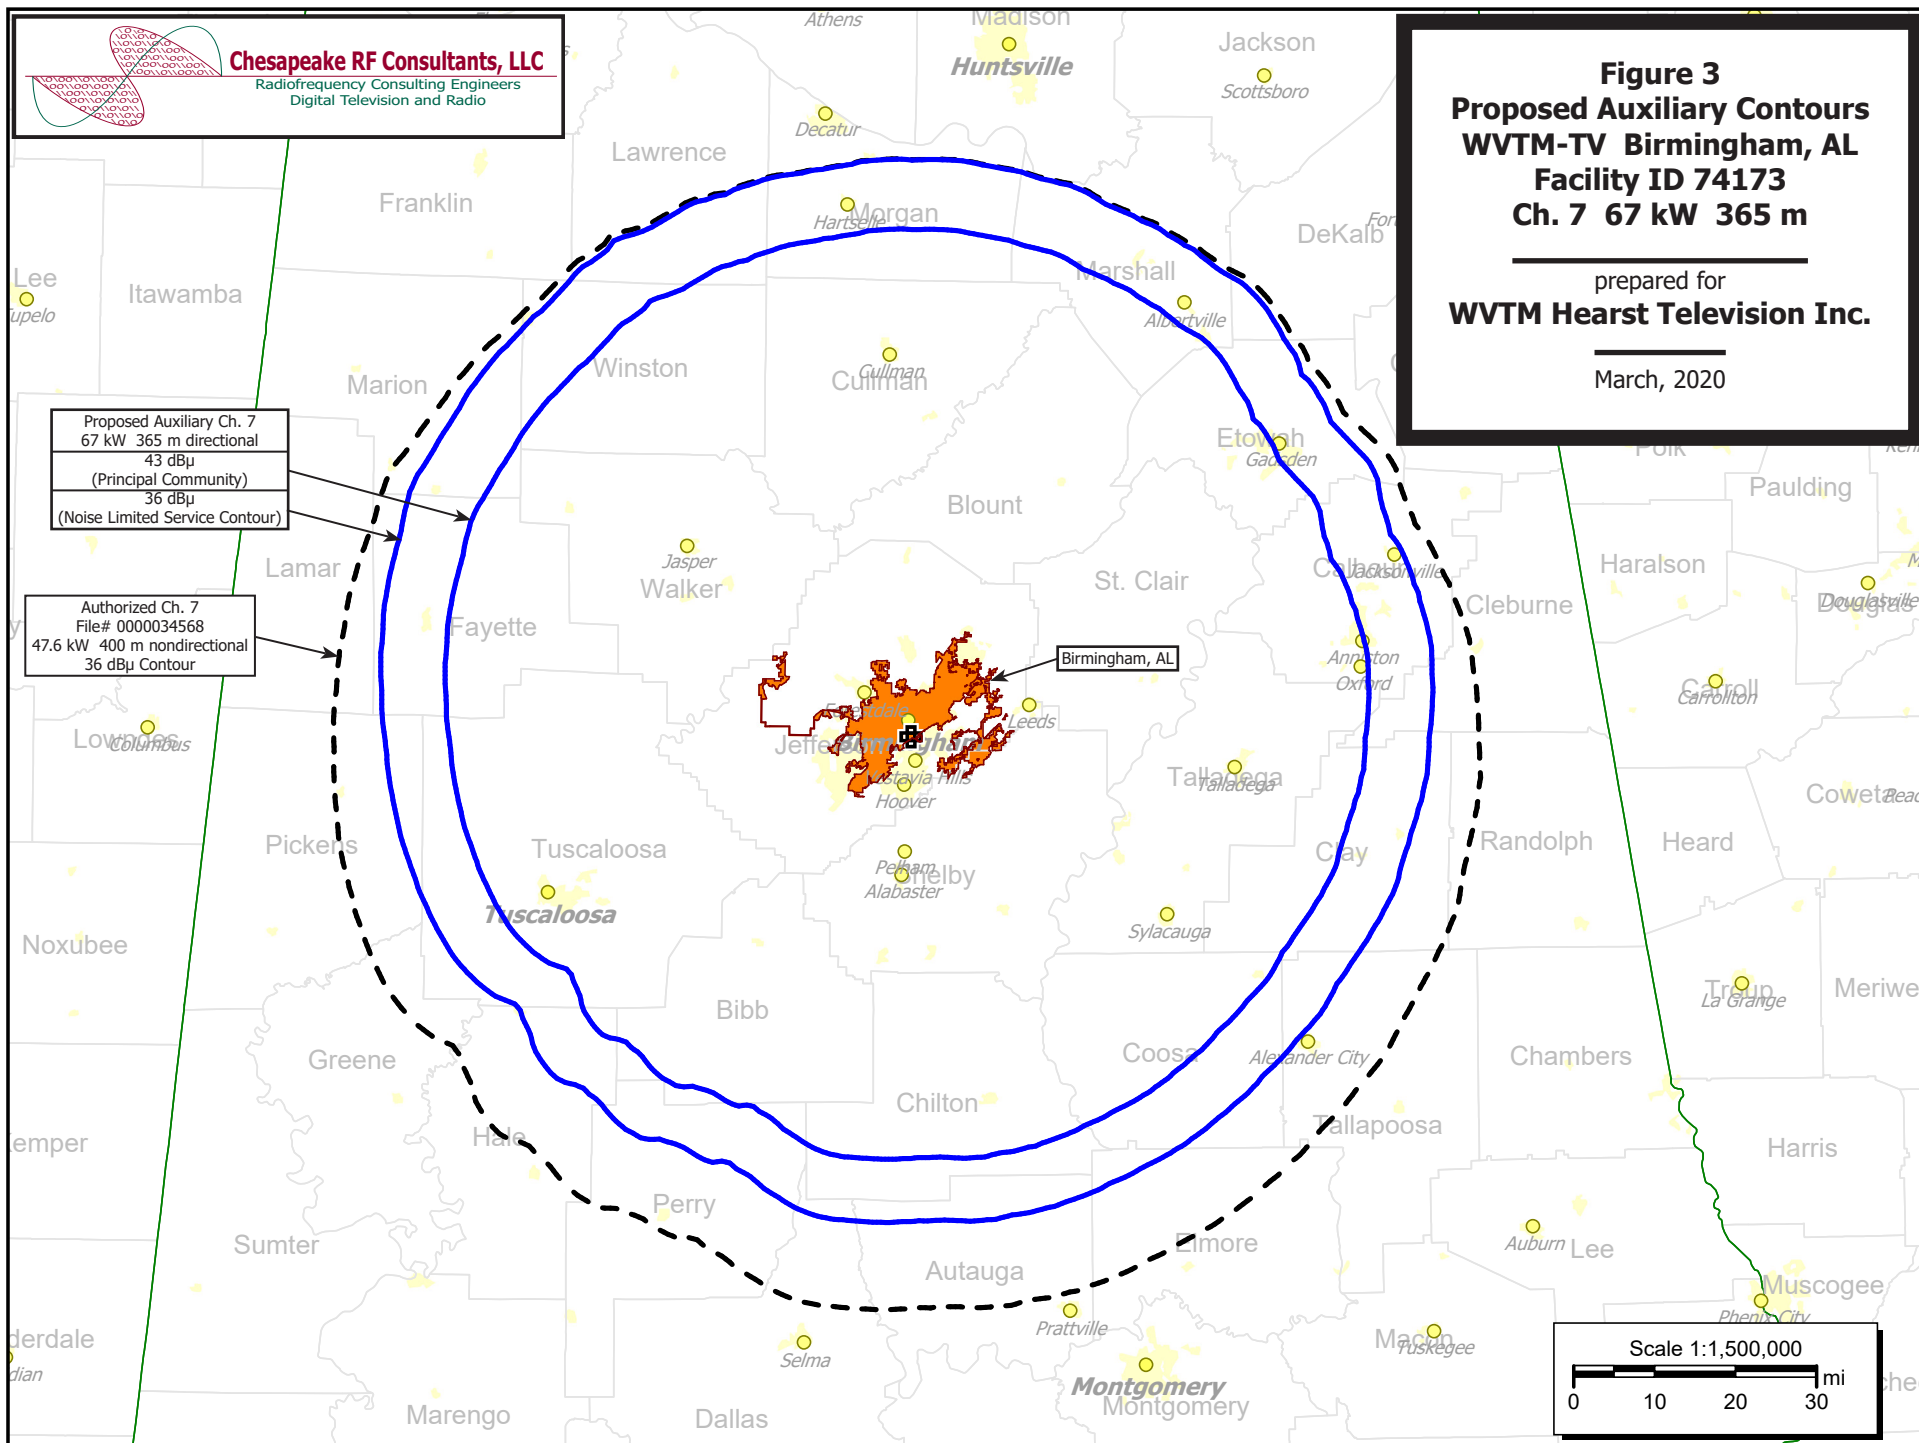 Chesapeake RF Consultants, LLC
Radiofrequency Consulting Engineers
Digital Television and Radio
Figure 3
Proposed Auxiliary Contours
WVTM-TV Birmingham, AL
Facility ID 74173
Ch. 7 67 kW 365 m
prepared for
WVTM Hearst Television Inc.
March, 2020
Athens
Madison
Huntsville
Jackson
Scottsboro
Decatur
Lawrence
Franklin
Morgan
Hartselle
DeKalb
Marshall
Albertville
Lee
Itawamba
Marion
Winston
Cullman
Cullman
Etowah
Gadsden
Polk
Paulding
Proposed Auxiliary Ch. 7
67 kW 365 m directional
43 dBµ
(Principal Community)
36 dBµ
(Noise Limited Service Contour)
Blount
Jasper
Walker
Lamar
Fayette
St. Clair
Calhoun
Jacksonville
Cleburne
Haralson
Douglas
Douglasville
Authorized Ch. 7
File# 0000034568
47.6 kW 400 m nondirectional
36 dBµ Contour
Birmingham, AL
Anniston
Oxford
Carroll
Carrollton
Lowndes
Columbus
Forestdale
Leeds
Jefferson
Birmingham
Vestavia Hills
Hoover
Talladega
Talladega
Coweta
Pickens
Tuscaloosa
Tuscaloosa
Pelham
Shelby
Alabaster
Clay
Randolph
Heard
Sylacauga
Noxubee
Bibb
Troup
La Grange
Meriwe
Greene
Coosa
Alexander City
Chambers
Chilton
Hale
Tallapoosa
Harris
emper
Perry
Sumter
Autauga
Elmore
Auburn
Lee
Muscogee
Phenix City
Prattville
Selma
Macon
Tuskegee
derdale
dian
Montgomery
Montgomery
Marengo
Dallas
Scale 1:1,500,000
mi
0 10 20 30